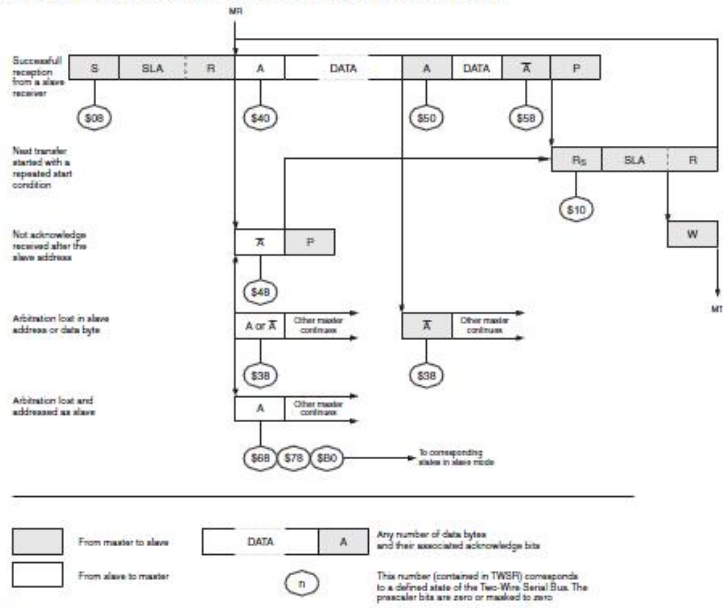 MR
Successfull
reception
from a slave
receiver
S SLA R A DATA A DATA A̅ P
$08 $40 $50 $58
Next transfer
started with a
repeated start
condition
RS SLA R
$10
Not acknowledge
received after the
slave address
A̅ P
W
$48
MT
Arbitration lost in slave
address or data byte
A or A̅ Other master
continues
A̅ Other master
continues
$38 $38
Arbitration lost and
addressed as slave
A Other master
continues
$68 $78 $B0 To corresponding
states in slave mode
From master to slave
DATA A
Any number of data bytes
and their associated acknowledge bits
From slave to master
n
This number (contained in TWSR) corresponds
to a defined state of the Two-Wire Serial Bus. The
prescaler bits are zero or masked to zero